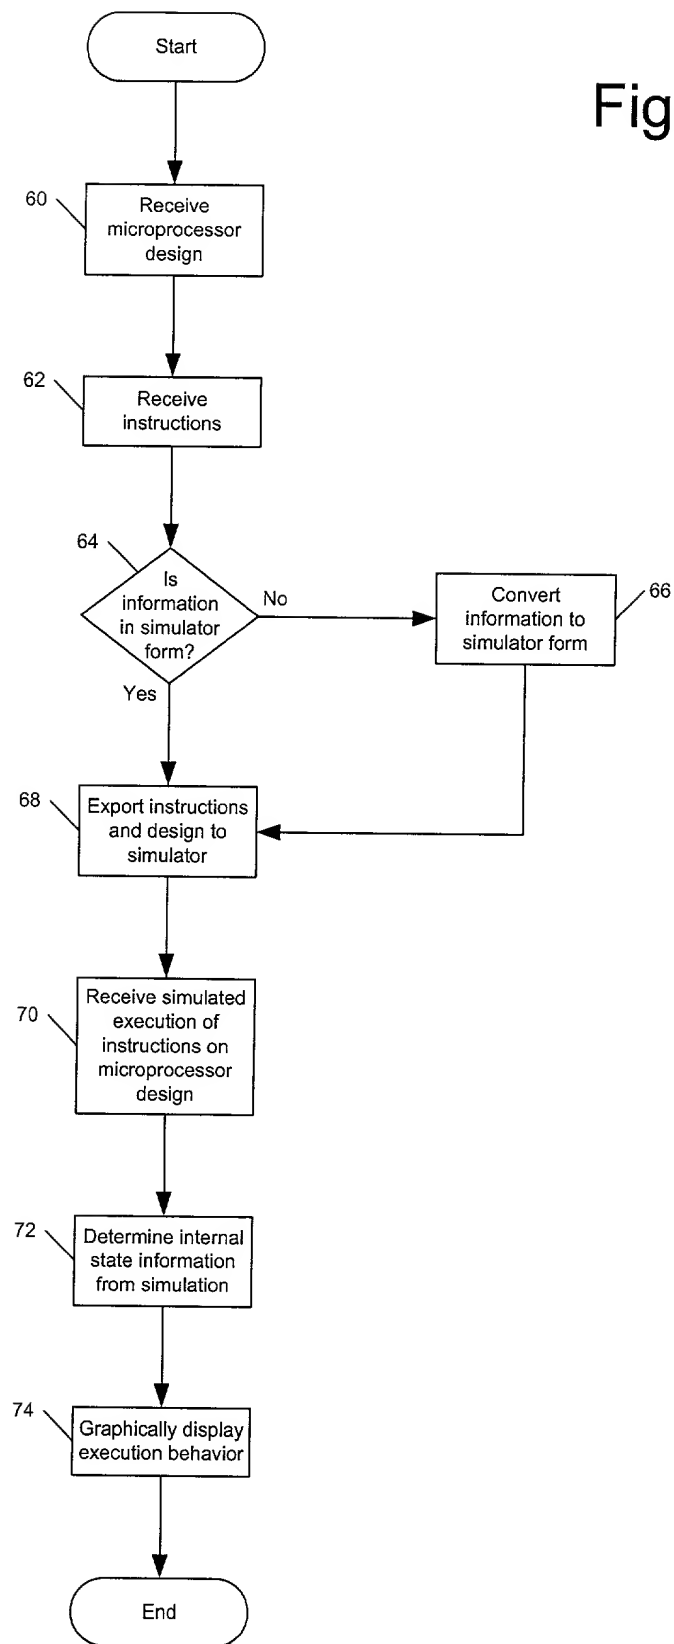 Start
Fig
60
Receive
microprocessor
design
62
Receive
instructions
64
Is
information
in simulator
form?
No
Yes
Convert
information to
simulator form
66
68
Export instructions
and design to
simulator
70
Receive simulated
execution of
instructions on
microprocessor
design
72
Determine internal
state information
from simulation
74
Graphically display
execution behavior
End